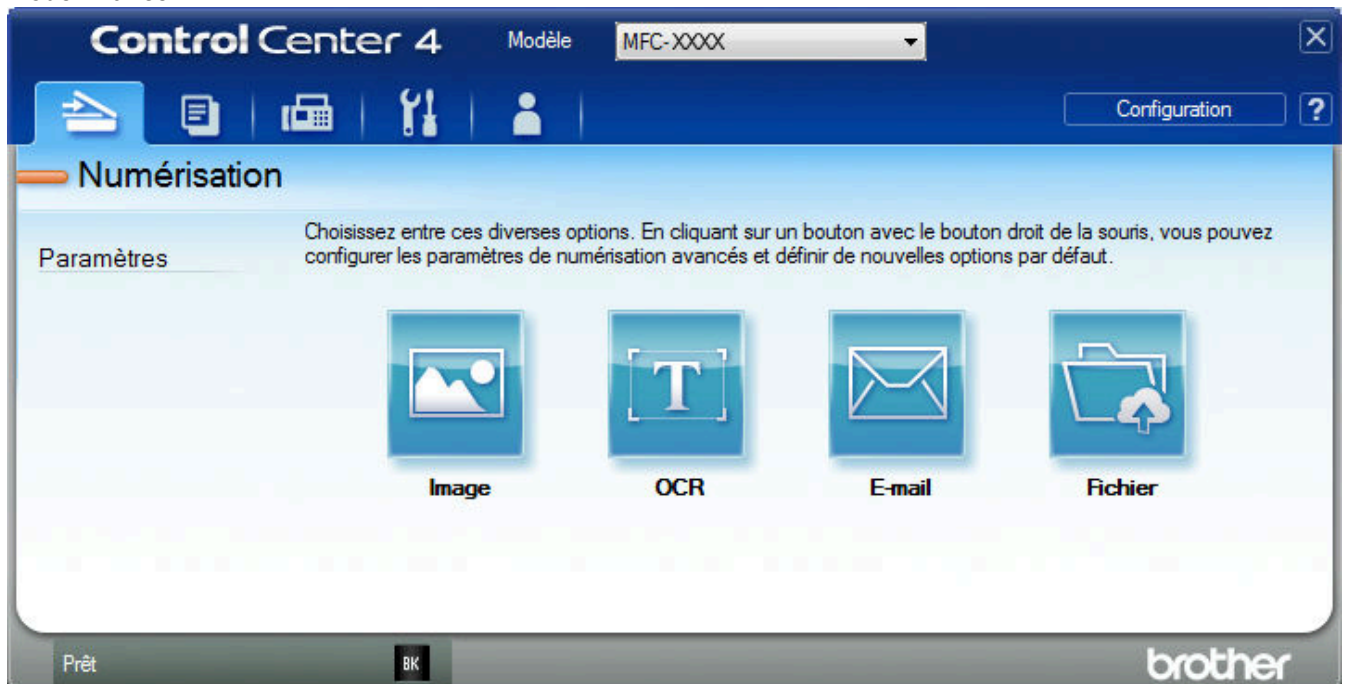 Control Center 4 Modèle MFC-XXXX
Configuration ?
Numérisation
Choisissez entre ces diverses options. En cliquant sur un bouton avec le bouton droit de la souris, vous pouvez
Paramètres configurer les paramètres de numérisation avancés et définir de nouvelles options par défaut.
T
Image OCR E-mail Fichier
Prêt BK brother